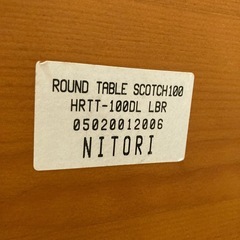 ROUND TABLE SCOTCH100
HRTT-100DL LBR
05020012006
NITORI